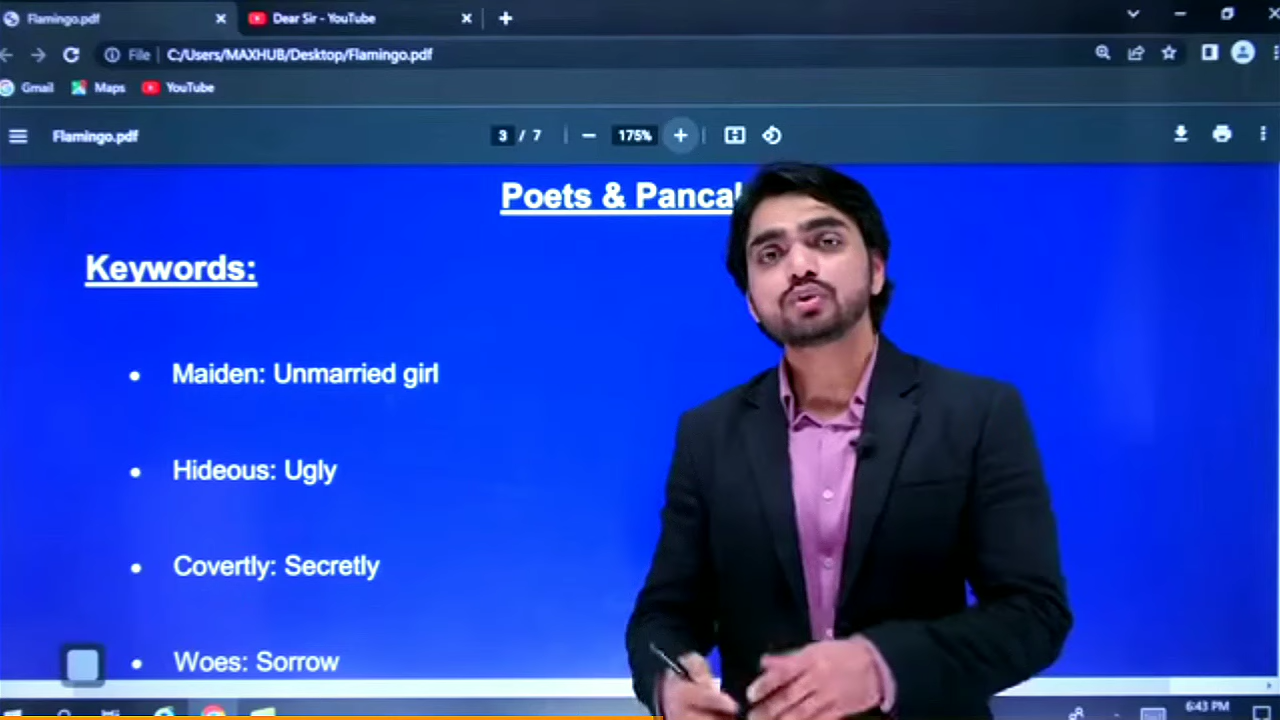 Flamingo.pdf
Dear Sir - YouTube
File
C:/Users/MAXHUB/Desktop/Flamingo.pdf
Gmail
Maps
YouTube
Flamingo.pdf
3 / 7
175%
Poets & Panca
Keywords:
• Maiden: Unmarried girl
• Hideous: Ugly
• Covertly: Secretly
• Woes: Sorrow
6:43 PM